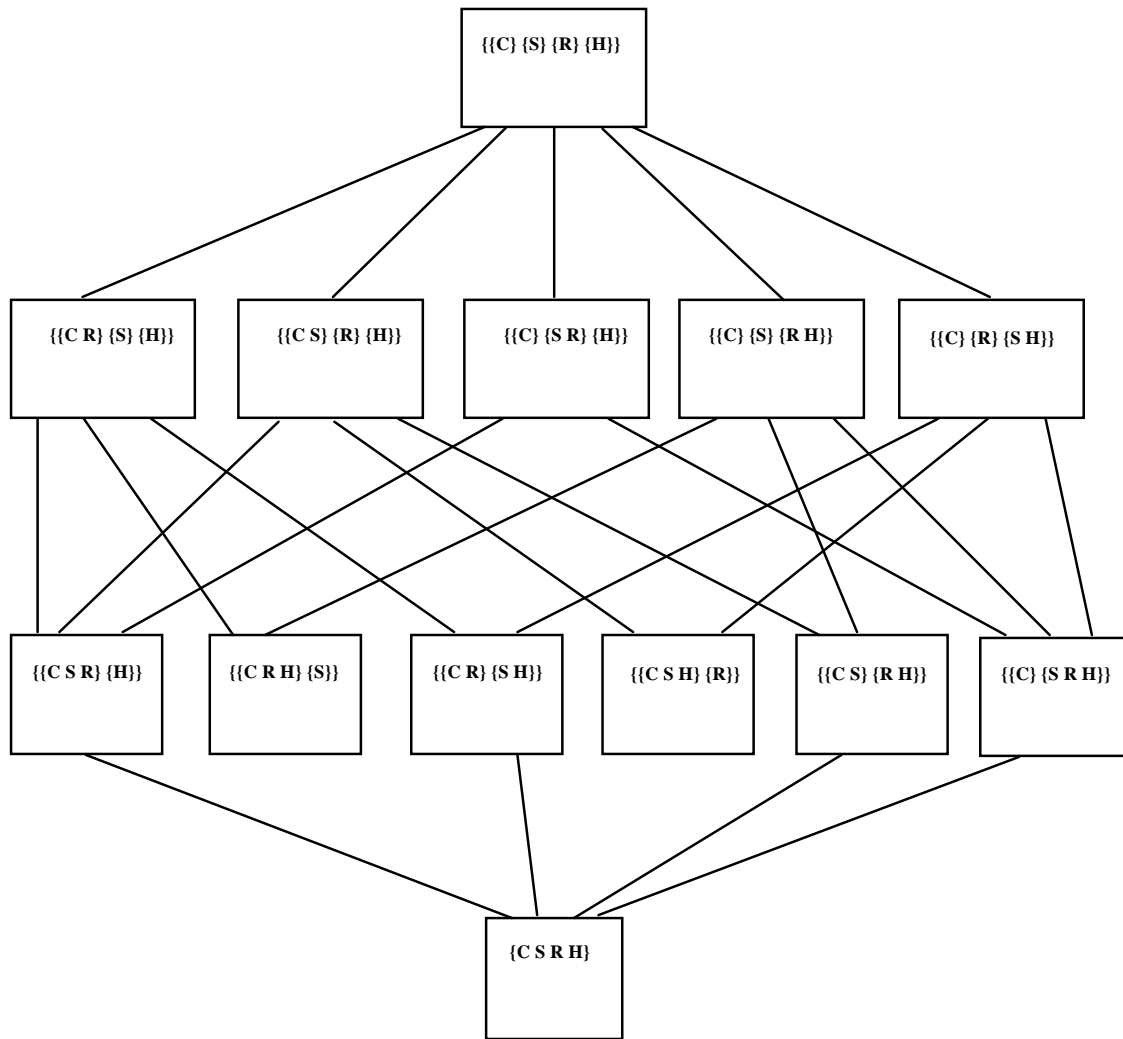 {{C} {S} {R} {H}}
{{C R} {S} {H}}
{{C S} {R} {H}}
{{C} {S R} {H}}
{{C} {S} {R H}}
{{C} {R} {S H}}
{{C S R} {H}}
{{C R H} {S}}
{{C R} {S H}}
{{C S H} {R}}
{{C S} {R H}}
{{C} {S R H}}
{C S R H}